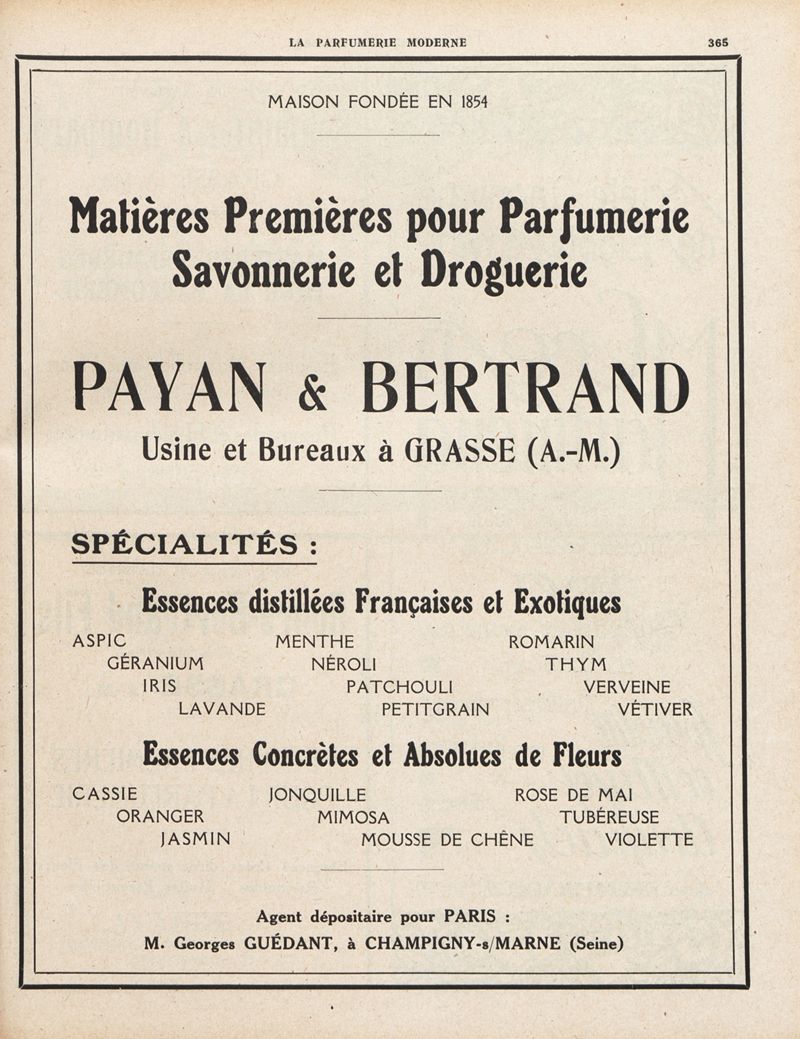 LA PARFUMERIE MODERNE 365
MAISON FONDÉE EN 1854
Matières Premières pour Parfumerie
Savonnerie et Droguerie
PAYAN & BERTRAND
Usine et Bureaux à GRASSE (A.-M.)
SPÉCIALITÉS :
Essences distillées Françaises et Exotiques
ASPIC MENTHE ROMARIN
GÉRANIUM NÉROLI THYM
IRIS PATCHOULI VERVEINE
LAVANDE PETITGRAIN VÉTIVER
Essences Concrètes et Absolues de Fleurs
CASSIE JONQUILLE ROSE DE MAI
ORANGER MIMOSA TUBÉREUSE
JASMIN MOUSSE DE CHÊNE VIOLETTE
Agent dépositaire pour PARIS :
M. Georges GUÉDANT, à CHAMPIGNY-s/MARNE (Seine)